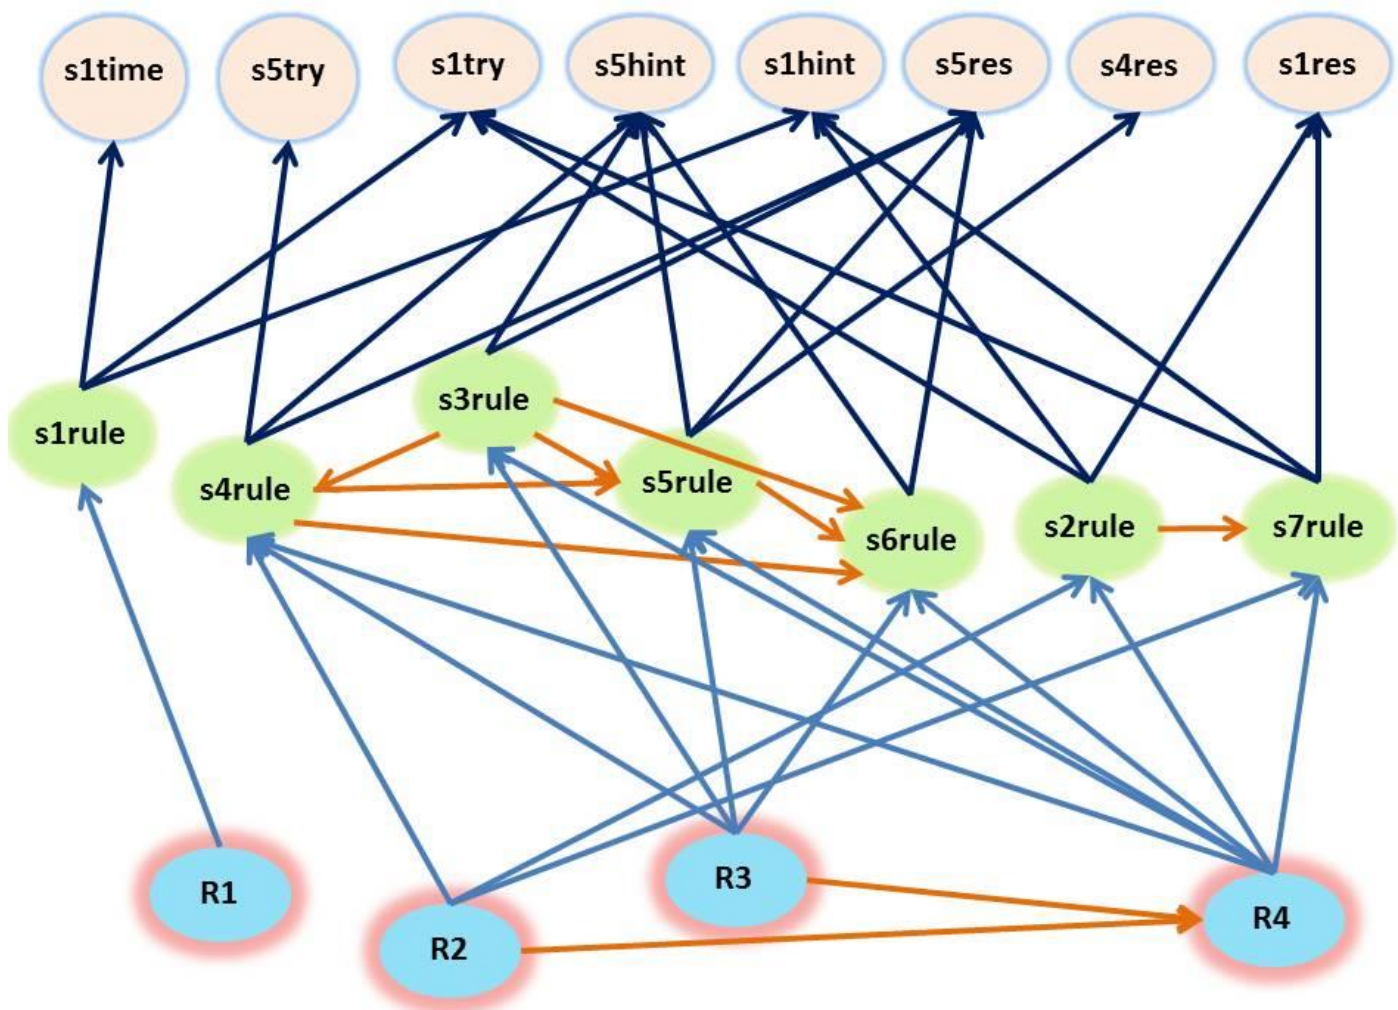 s1time
s5try
s1try
s5hint
s1hint
s5res
s4res
s1res
s3rule
s1rule
s4rule
s5rule
s6rule
s2rule
s7rule
R1
R2
R3
R4